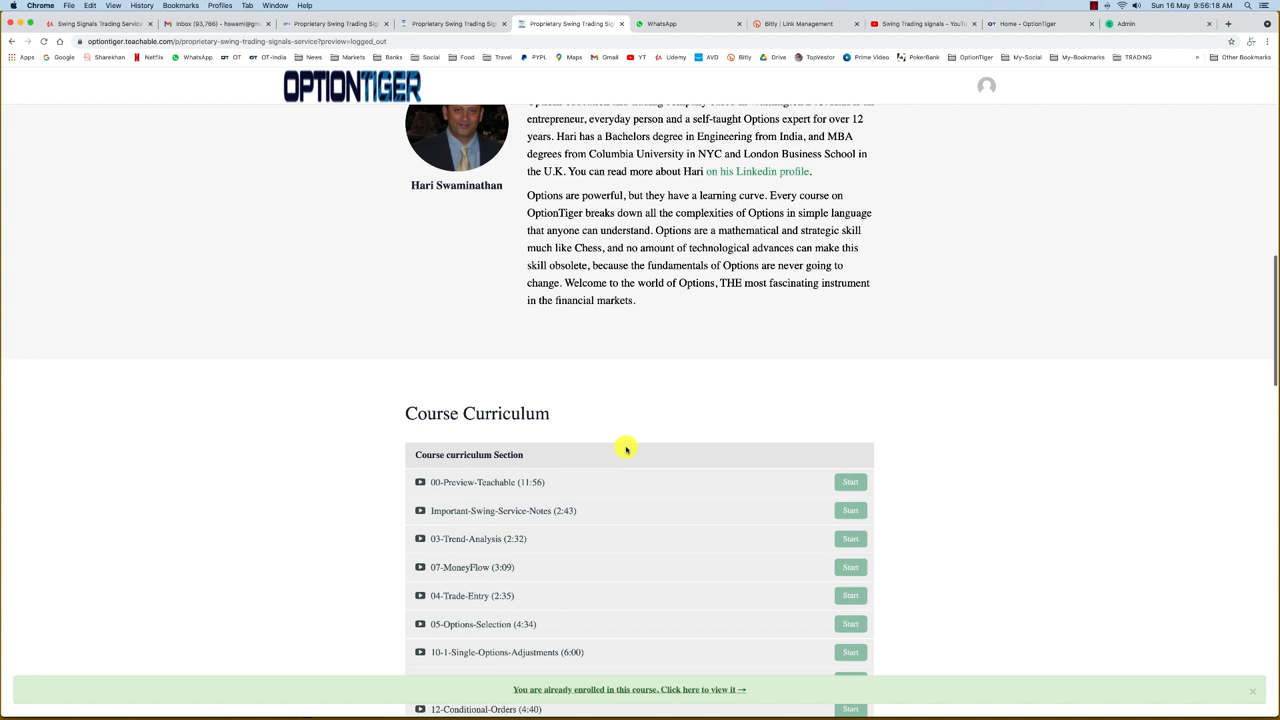 Chrome File Edit View History Bookmarks Profiles Tab Window Help Sun 16 May 9:56:18 AM
Swing Signals Trading Service Inbox (93,766) - hswami@gm Proprietary Swing Trading Sig Proprietary Swing Trading Sig Proprietary Swing Trading Sig WhatsApp Bitly | Link Management Swing Trading signals - YouTu Home - OptionTiger Admin
optiontiger.teachable.com/p/proprietary-swing-trading-signals-service?preview=logged_out
Apps Google Sharekhan Netflix WhatsApp OT OT-India News Markets Banks Social Food Travel PYPL Maps Gmail YT Udemy AVD Bitly Drive TopVestor Prime Video PokerBank OptionTiger My-Social My-Bookmarks TRADING » Other Bookmarks
OPTIONTIGER
entrepreneur, everyday person and a self-taught Options expert for over 12
years. Hari has a Bachelors degree in Engineering from India, and MBA
degrees from Columbia University in NYC and London Business School in
the U.K. You can read more about Hari on his Linkedin profile.
Hari Swaminathan
Options are powerful, but they have a learning curve. Every course on
OptionTiger breaks down all the complexities of Options in simple language
that anyone can understand. Options are a mathematical and strategic skill
much like Chess, and no amount of technological advances can make this
skill obsolete, because the fundamentals of Options are never going to
change. Welcome to the world of Options, THE most fascinating instrument
in the financial markets.
Course Curriculum
Course curriculum Section
00-Preview-Teachable (11:56) Start
Important-Swing-Service-Notes (2:43) Start
03-Trend-Analysis (2:32) Start
07-MoneyFlow (3:09) Start
04-Trade-Entry (2:35) Start
05-Options-Selection (4:34) Start
10-1-Single-Options-Adjustments (6:00) Start
You are already enrolled in this course. Click here to view it → ×
12-Conditional-Orders (4:40) Start